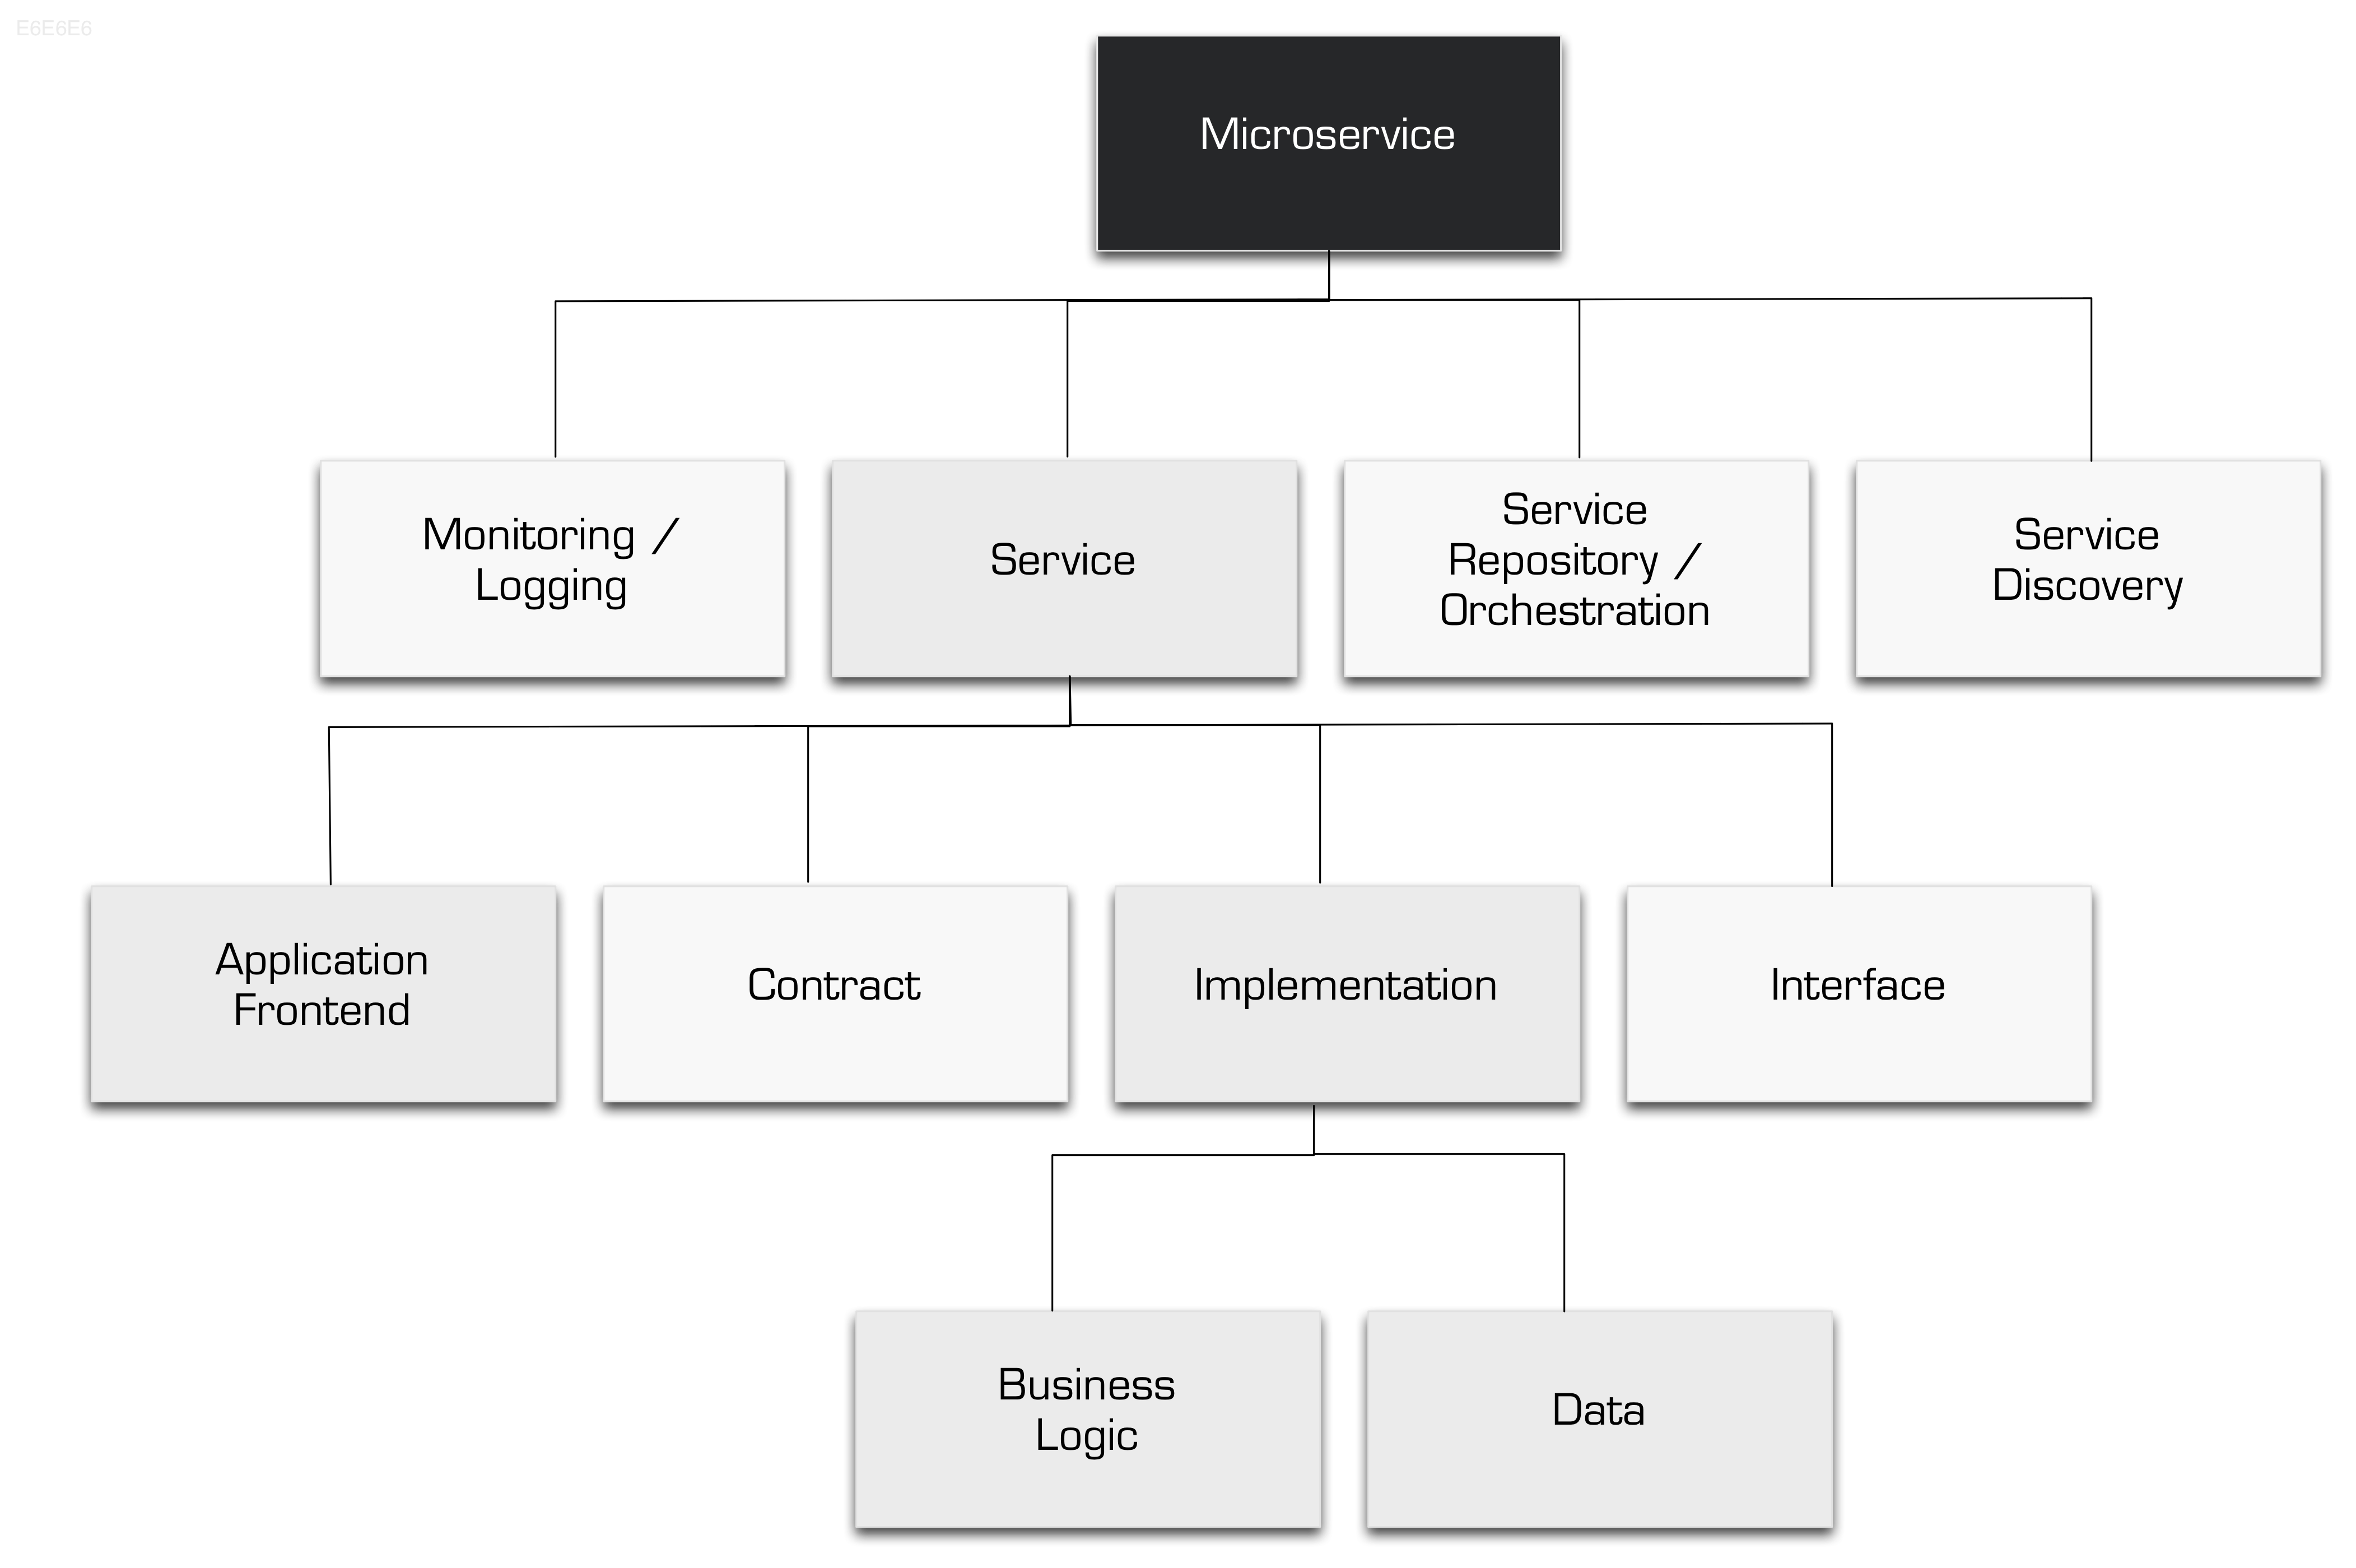 E6E6E6
Microservice
Monitoring /
Logging
Service
Service
Repository /
Orchestration
Service
Discovery
Application
Frontend
Contract
Implementation
Interface
Business
Logic
Data